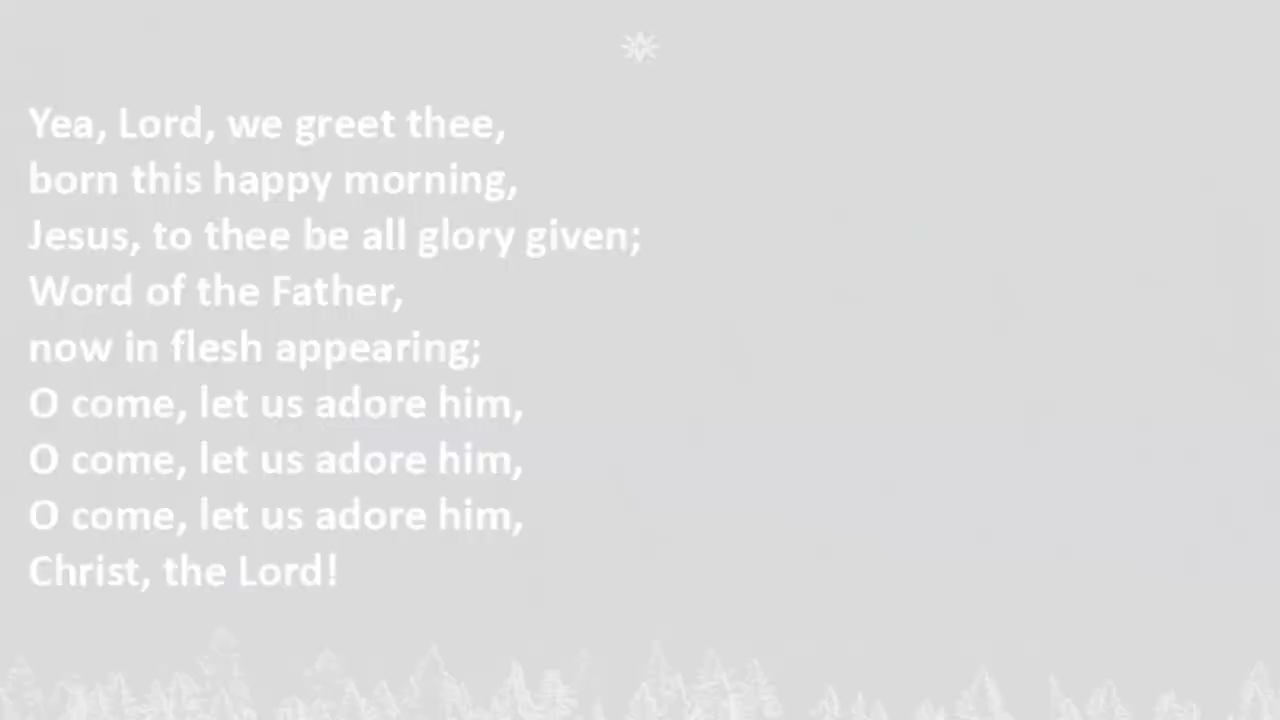 Yea, Lord, we greet thee,
born this happy morning,
Jesus, to thee be all glory given;
Word of the Father,
now in flesh appearing;
O come, let us adore him,
O come, let us adore him,
O come, let us adore him,
Christ, the Lord!